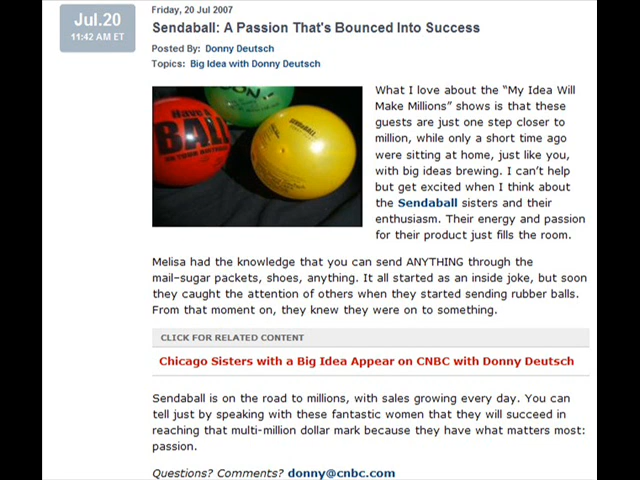 Jul.20
11:42 AM ET
Friday, 20 Jul 2007
Sendaball: A Passion That's Bounced Into Success
Posted By: Donny Deutsch
Topics: Big Idea with Donny Deutsch
Have A
BALL
ON YOUR BIRTHDAY
OON
SENDaBALL
What I love about the “My Idea Will
Make Millions” shows is that these
guests are just one step closer to
million, while only a short time ago
were sitting at home, just like you,
with big ideas brewing. I can’t help
but get excited when I think about
the Sendaball sisters and their
enthusiasm. Their energy and passion
for their product just fills the room.
Melisa had the knowledge that you can send ANYTHING through the
mail–sugar packets, shoes, anything. It all started as an inside joke, but soon
they caught the attention of others when they started sending rubber balls.
From that moment on, they knew they were on to something.
CLICK FOR RELATED CONTENT
Chicago Sisters with a Big Idea Appear on CNBC with Donny Deutsch
Sendaball is on the road to millions, with sales growing every day. You can
tell just by speaking with these fantastic women that they will succeed in
reaching that multi-million dollar mark because they have what matters most:
passion.
Questions? Comments? donny@cnbc.com